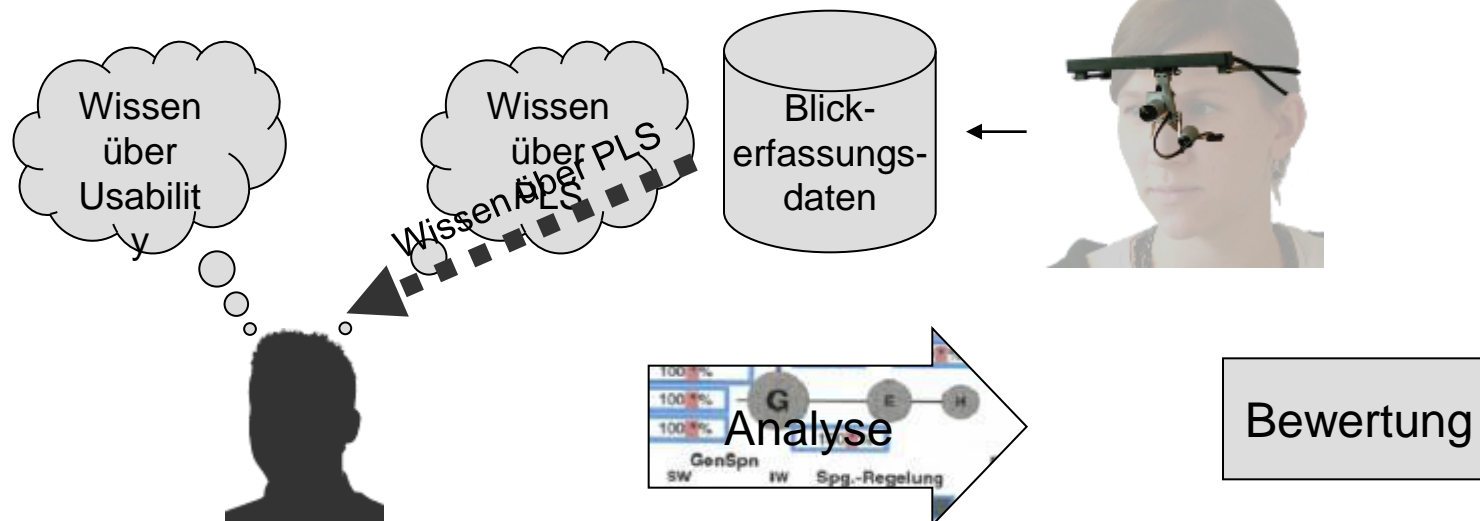 Wissen
über
Usabilit
y
Wissen
über
PLS
Wissen über PLS
Blick-
erfassungs-
daten
100
100 %
100 %
G
E
H
Analyse
GenSpn
SW
IW
Spg.-Regelung
Bewertung